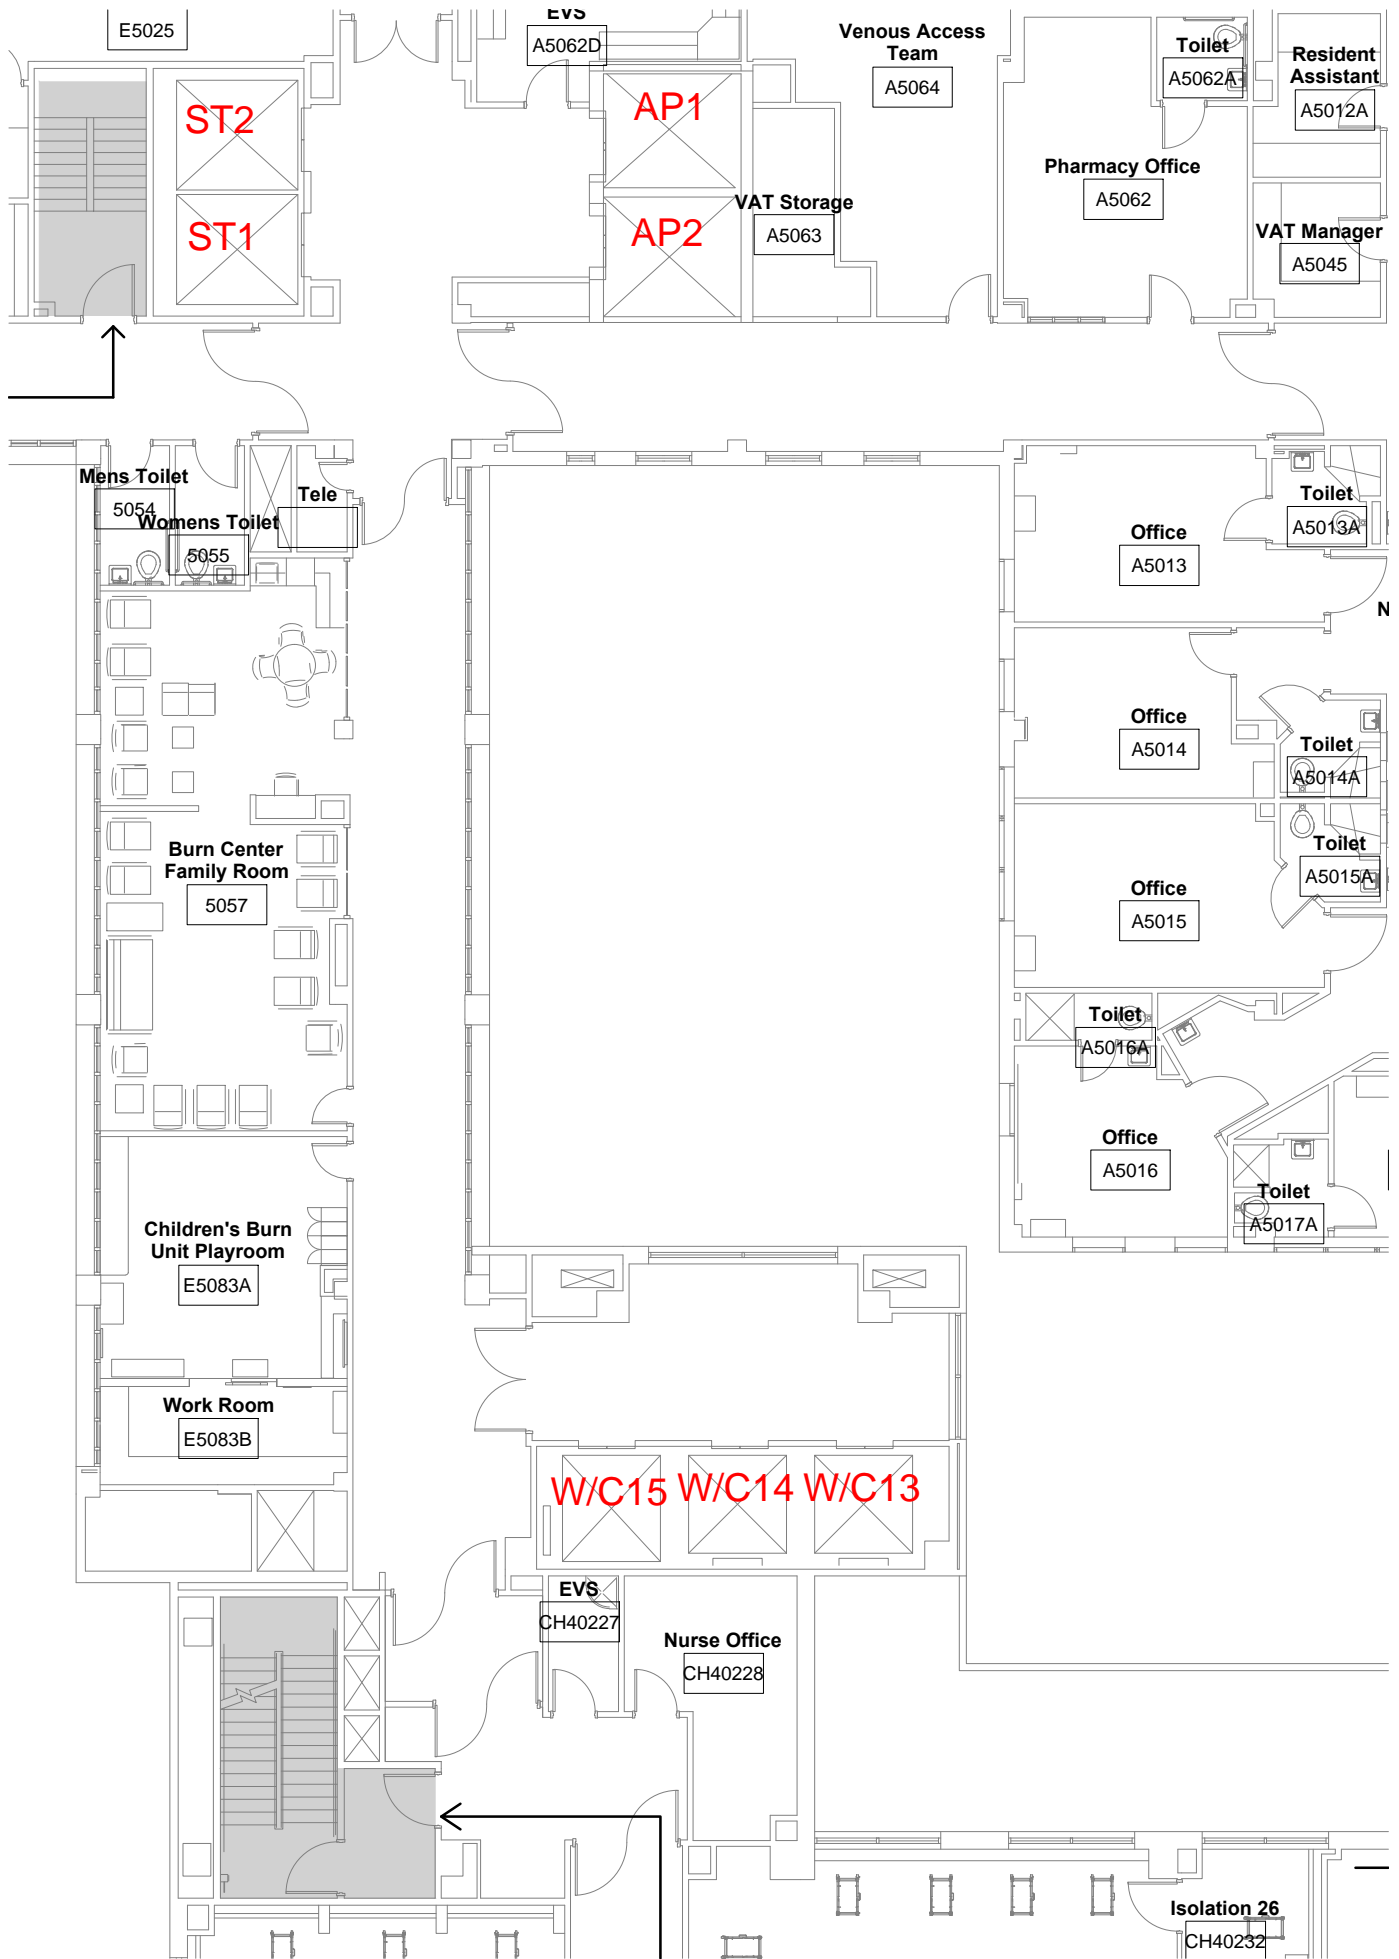 E5025
EVS
A5062D
Venous Access
Team
A5064
Toilet
A5062A
Resident
Assistant
A5012A
ST2
AP1
Pharmacy Office
A5062
ST1
AP2
VAT Storage
A5063
VAT Manager
A5045
Mens Toilet
5054
Womens Toilet
5055
Tele
Office
A5013
Toilet
A5013A
N
Office
A5014
Toilet
A5014A
Burn Center
Family Room
5057
Office
A5015
Toilet
A5015A
Toilet
A5016A
Office
A5016
Toilet
A5017A
Children's Burn
Unit Playroom
E5083A
Work Room
E5083B
W/C15
W/C14
W/C13
EVS
CH40227
Nurse Office
CH40228
Isolation 26
CH40232